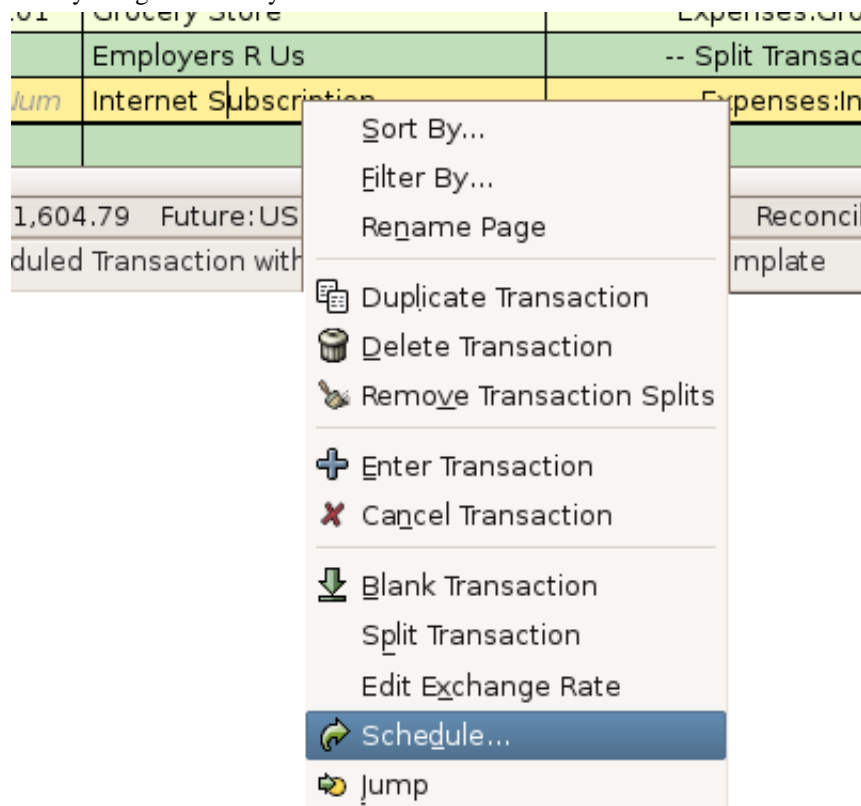 Grocery Store
Employers R Us -- Split Transac
Num Internet Subscription Expenses:In
Sort By...
Filter By...
Rename Page
1,604.79 Future:US Reconcil
duled Transaction with mplate
Duplicate Transaction
Delete Transaction
Remove Transaction Splits
Enter Transaction
Cancel Transaction
Blank Transaction
Split Transaction
Edit Exchange Rate
Schedule...
Jump